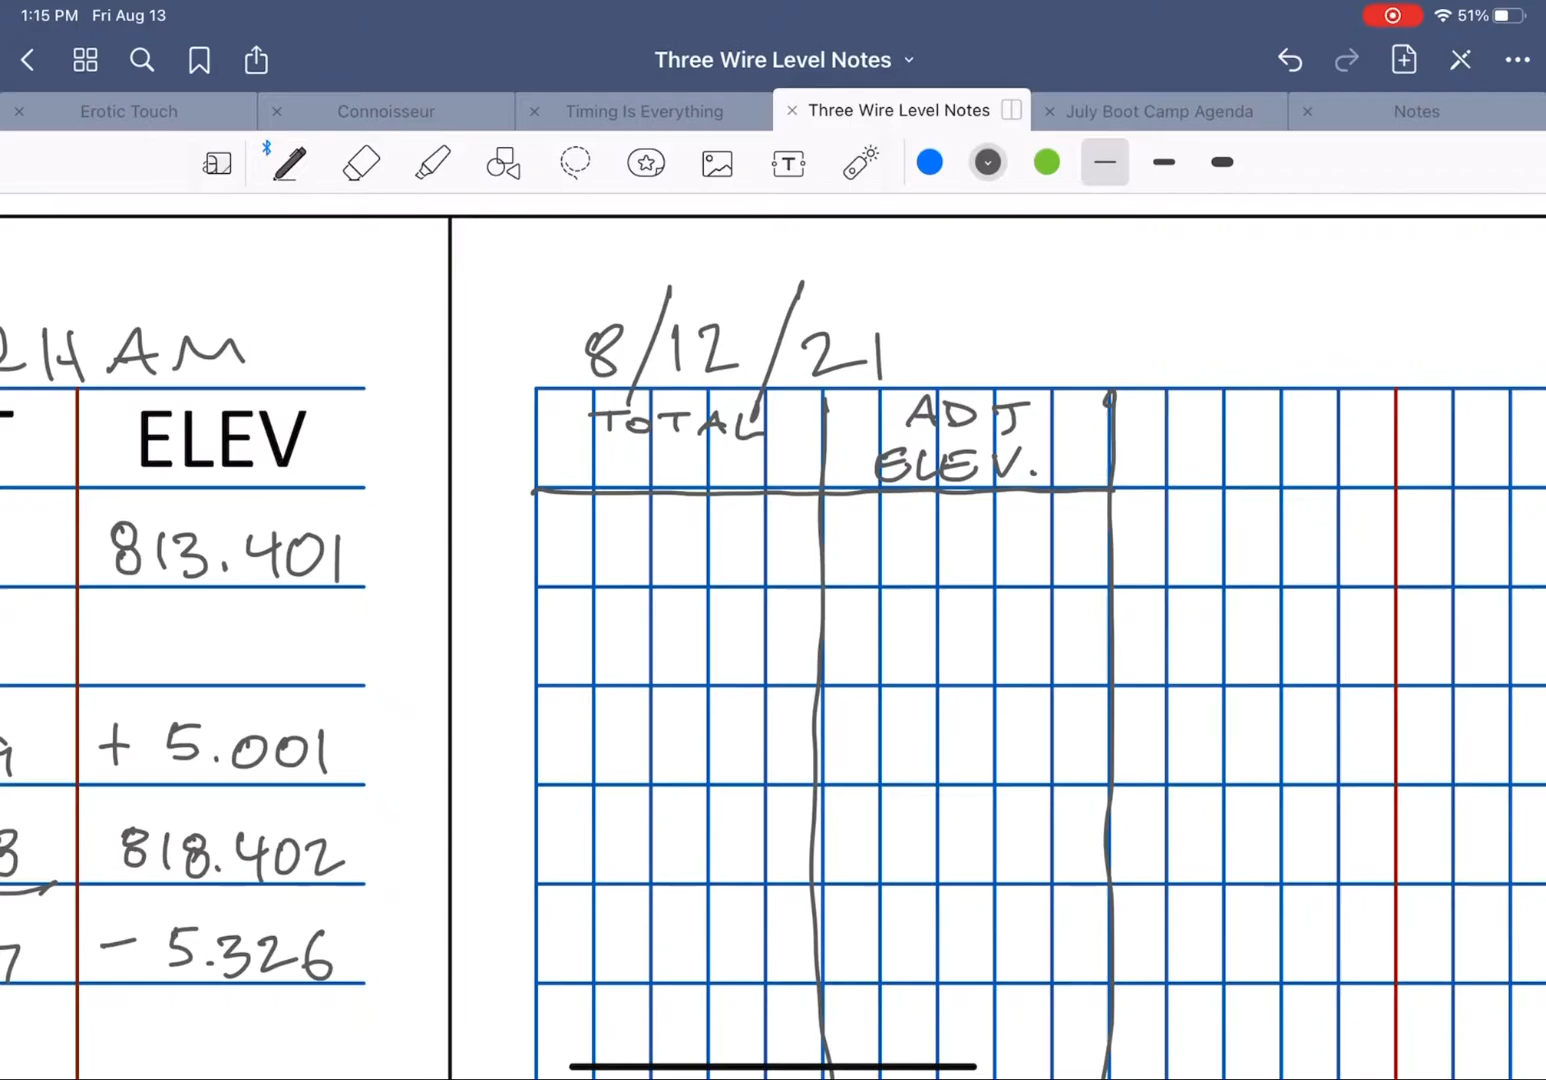 1:15 PM Fri Aug 13 51%
Three Wire Level Notes
Erotic Touch Connoisseur Timing Is Everything Three Wire Level Notes July Boot Camp Agenda Notes
T
AM 8/12/21
ELEV TOTAL ADJ
ELEV.
813.401
+ 5.001
818.402
- 5.326